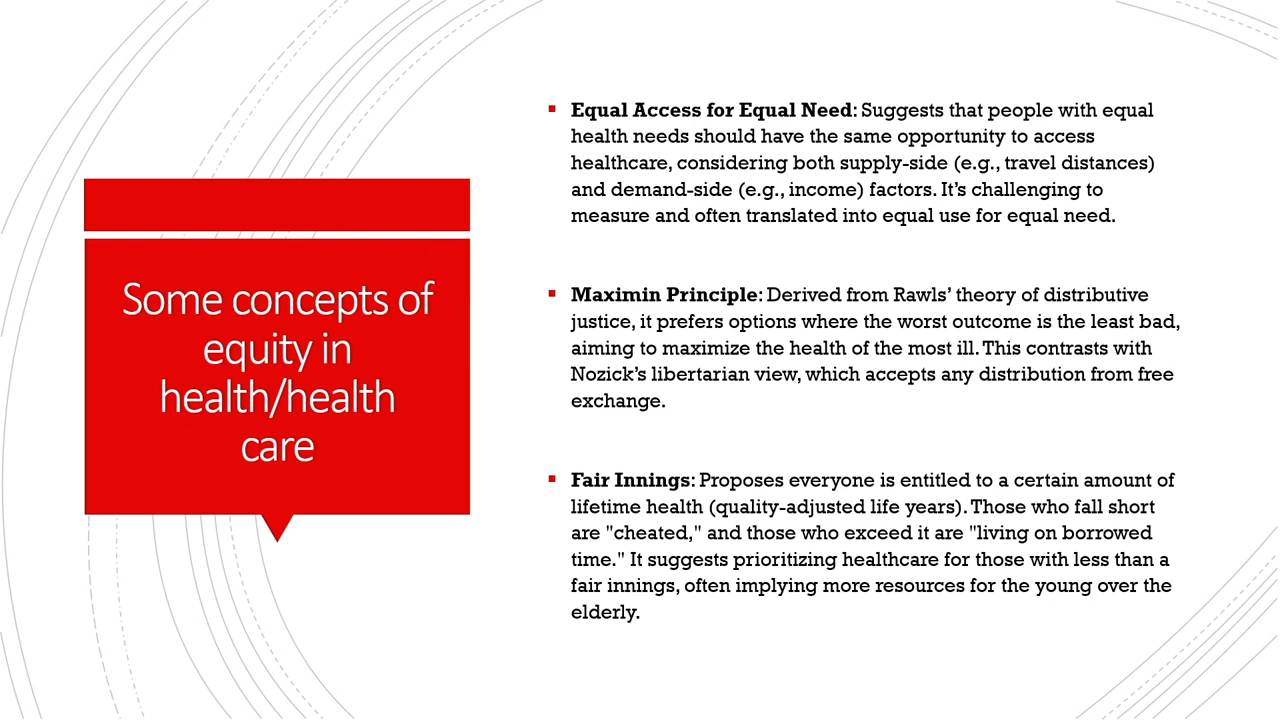 Some concepts of
equity in
health/health
care
Equal Access for Equal Need: Suggests that people with equal
health needs should have the same opportunity to access
healthcare, considering both supply-side (e.g., travel distances)
and demand-side (e.g., income) factors. It’s challenging to
measure and often translated into equal use for equal need.
Maximin Principle: Derived from Rawls’ theory of distributive
justice, it prefers options where the worst outcome is the least bad,
aiming to maximize the health of the most ill. This contrasts with
Nozick’s libertarian view, which accepts any distribution from free
exchange.
Fair Innings: Proposes everyone is entitled to a certain amount of
lifetime health (quality-adjusted life years). Those who fall short
are "cheated," and those who exceed it are "living on borrowed
time." It suggests prioritizing healthcare for those with less than a
fair innings, often implying more resources for the young over the
elderly.